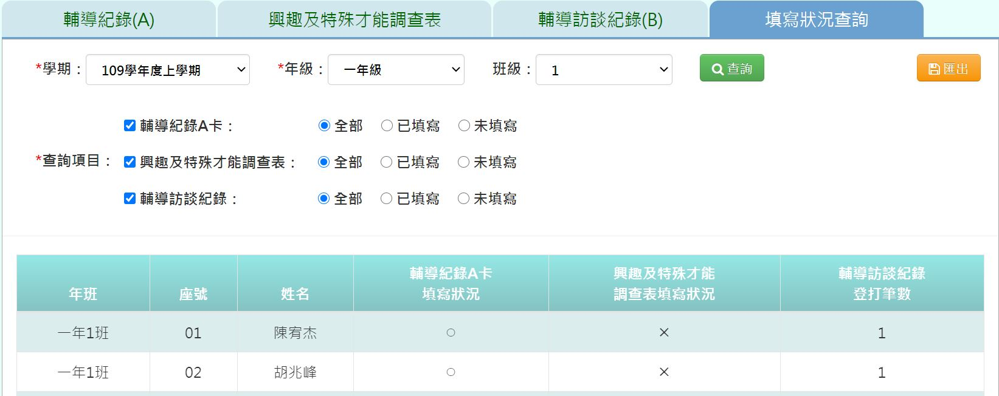 輔導紀錄(A) 興趣及特殊才能調查表 輔導訪談紀錄(B) 填寫狀況查詢
*學期： 109學年度上學期 *年級： 一年級 班級： 1 查詢 匯出
輔導紀錄A卡： 全部 已填寫 未填寫
*查詢項目： 興趣及特殊才能調查表： 全部 已填寫 未填寫
輔導訪談紀錄： 全部 已填寫 未填寫
年班 座號 姓名 輔導紀錄A卡 興趣及特殊才能 輔導訪談紀錄
填寫狀況 調查表填寫狀況 登打筆數
一年1班 01 陳宥杰 ○ × 1
一年1班 02 胡兆峰 ○ × 1